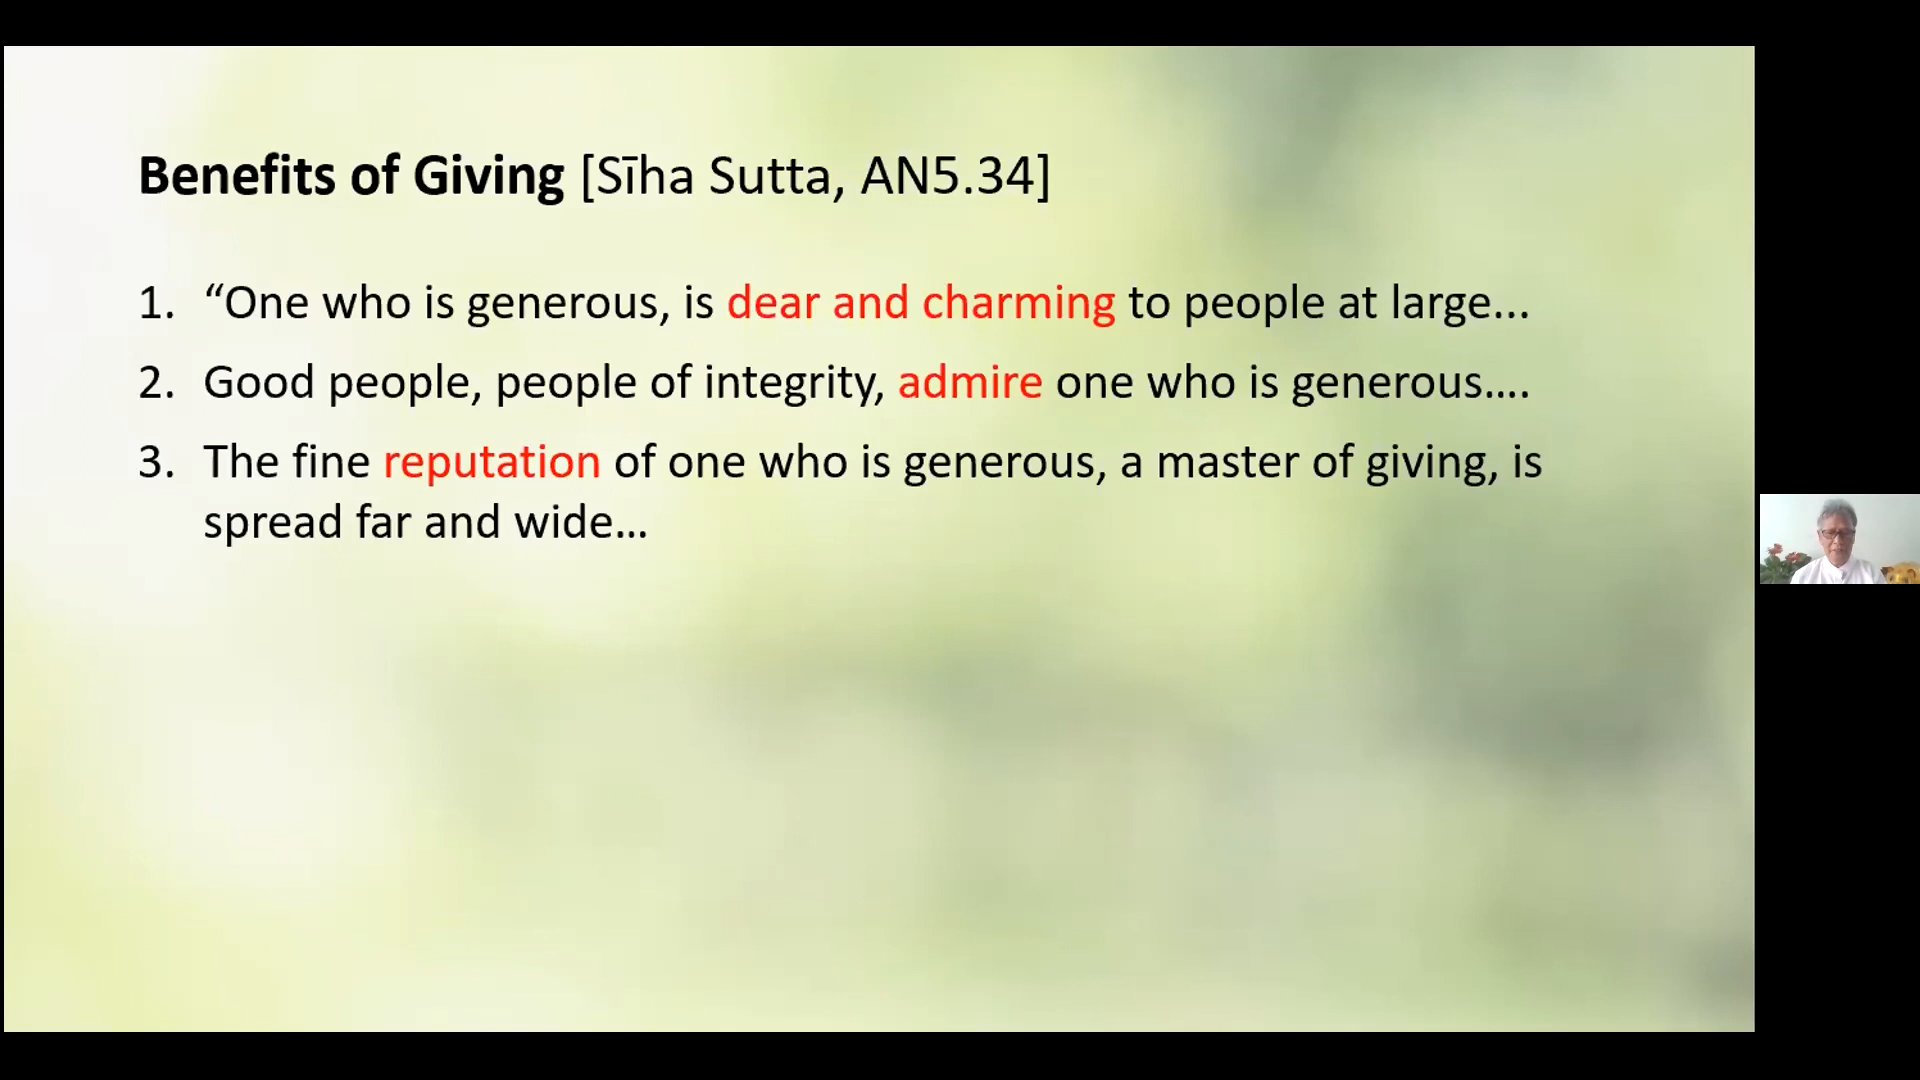 Benefits of Giving [Sīha Sutta, AN5.34]
1. “One who is generous, is dear and charming to people at large...
2. Good people, people of integrity, admire one who is generous....
3. The fine reputation of one who is generous, a master of giving, is
spread far and wide...